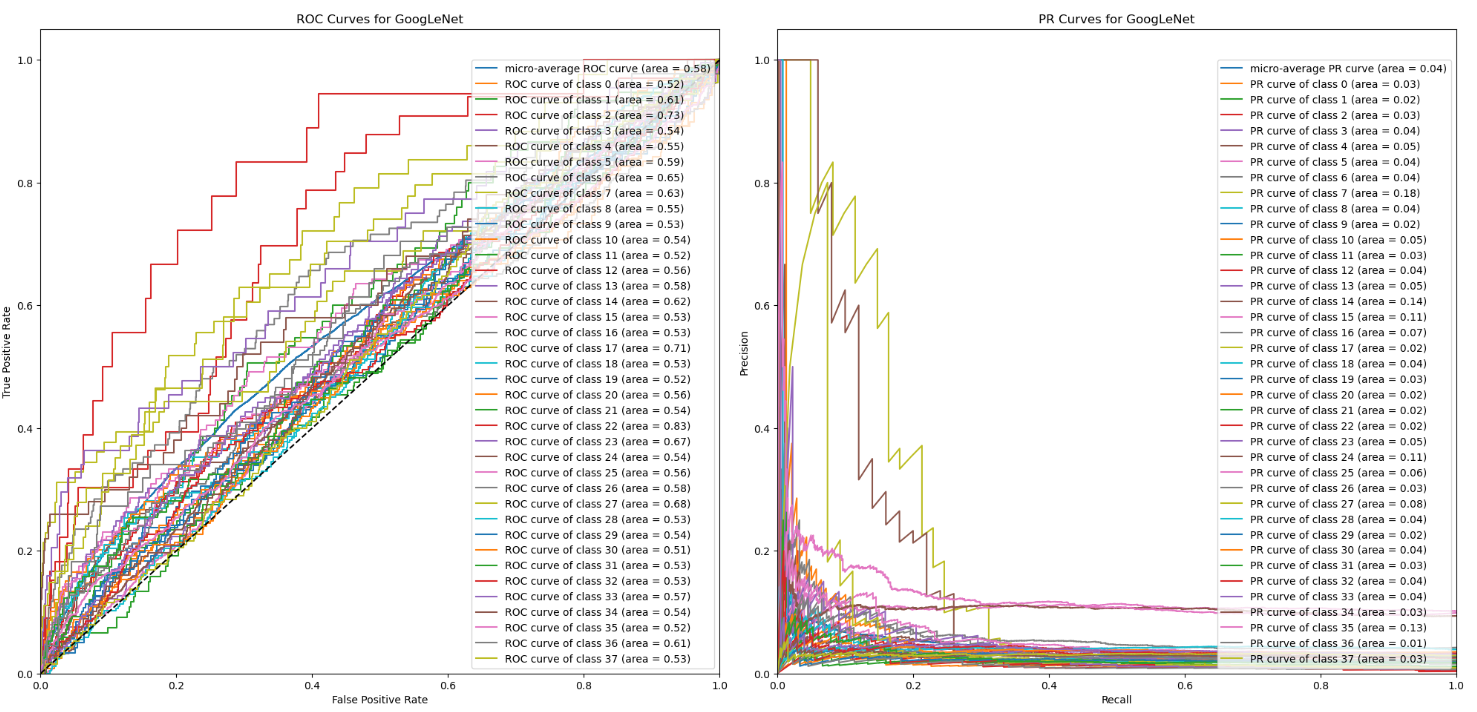 ROC Curves for GoogLeNet
True Positive Rate
1.0
0.8
0.6
0.4
0.2
0.0
micro-average ROC curve (area = 0.58)
ROC curve of class 0 (area = 0.52)
ROC curve of class 1 (area = 0.61)
ROC curve of class 2 (area = 0.73)
ROC curve of class 3 (area = 0.54)
ROC curve of class 4 (area = 0.55)
ROC curve of class 5 (area = 0.59)
ROC curve of class 6 (area = 0.65)
ROC curve of class 7 (area = 0.63)
ROC curve of class 8 (area = 0.55)
ROC curve of class 9 (area = 0.53)
ROC curve of class 10 (area = 0.54)
ROC curve of class 11 (area = 0.52)
ROC curve of class 12 (area = 0.56)
ROC curve of class 13 (area = 0.58)
ROC curve of class 14 (area = 0.62)
ROC curve of class 15 (area = 0.53)
ROC curve of class 16 (area = 0.53)
ROC curve of class 17 (area = 0.71)
ROC curve of class 18 (area = 0.53)
ROC curve of class 19 (area = 0.52)
ROC curve of class 20 (area = 0.56)
ROC curve of class 21 (area = 0.54)
ROC curve of class 22 (area = 0.83)
ROC curve of class 23 (area = 0.67)
ROC curve of class 24 (area = 0.54)
ROC curve of class 25 (area = 0.56)
ROC curve of class 26 (area = 0.58)
ROC curve of class 27 (area = 0.68)
ROC curve of class 28 (area = 0.53)
ROC curve of class 29 (area = 0.54)
ROC curve of class 30 (area = 0.51)
ROC curve of class 31 (area = 0.53)
ROC curve of class 32 (area = 0.53)
ROC curve of class 33 (area = 0.57)
ROC curve of class 34 (area = 0.54)
ROC curve of class 35 (area = 0.52)
ROC curve of class 36 (area = 0.61)
ROC curve of class 37 (area = 0.53)
0.0 0.2 0.4 0.6 0.8 1.0
False Positive Rate
PR Curves for GoogLeNet
Precision
1.0
0.8
0.6
0.4
0.2
0.0
micro-average PR curve (area = 0.04)
PR curve of class 0 (area = 0.03)
PR curve of class 1 (area = 0.02)
PR curve of class 2 (area = 0.03)
PR curve of class 3 (area = 0.04)
PR curve of class 4 (area = 0.05)
PR curve of class 5 (area = 0.04)
PR curve of class 6 (area = 0.04)
PR curve of class 7 (area = 0.18)
PR curve of class 8 (area = 0.04)
PR curve of class 9 (area = 0.02)
PR curve of class 10 (area = 0.05)
PR curve of class 11 (area = 0.03)
PR curve of class 12 (area = 0.04)
PR curve of class 13 (area = 0.05)
PR curve of class 14 (area = 0.14)
PR curve of class 15 (area = 0.11)
PR curve of class 16 (area = 0.07)
PR curve of class 17 (area = 0.02)
PR curve of class 18 (area = 0.04)
PR curve of class 19 (area = 0.03)
PR curve of class 20 (area = 0.02)
PR curve of class 21 (area = 0.02)
PR curve of class 22 (area = 0.02)
PR curve of class 23 (area = 0.05)
PR curve of class 24 (area = 0.11)
PR curve of class 25 (area = 0.06)
PR curve of class 26 (area = 0.03)
PR curve of class 27 (area = 0.08)
PR curve of class 28 (area = 0.04)
PR curve of class 29 (area = 0.02)
PR curve of class 30 (area = 0.04)
PR curve of class 31 (area = 0.03)
PR curve of class 32 (area = 0.04)
PR curve of class 33 (area = 0.04)
PR curve of class 34 (area = 0.03)
PR curve of class 35 (area = 0.13)
PR curve of class 36 (area = 0.01)
PR curve of class 37 (area = 0.03)
0.0 0.2 0.4 0.6 0.8 1.0
Recall